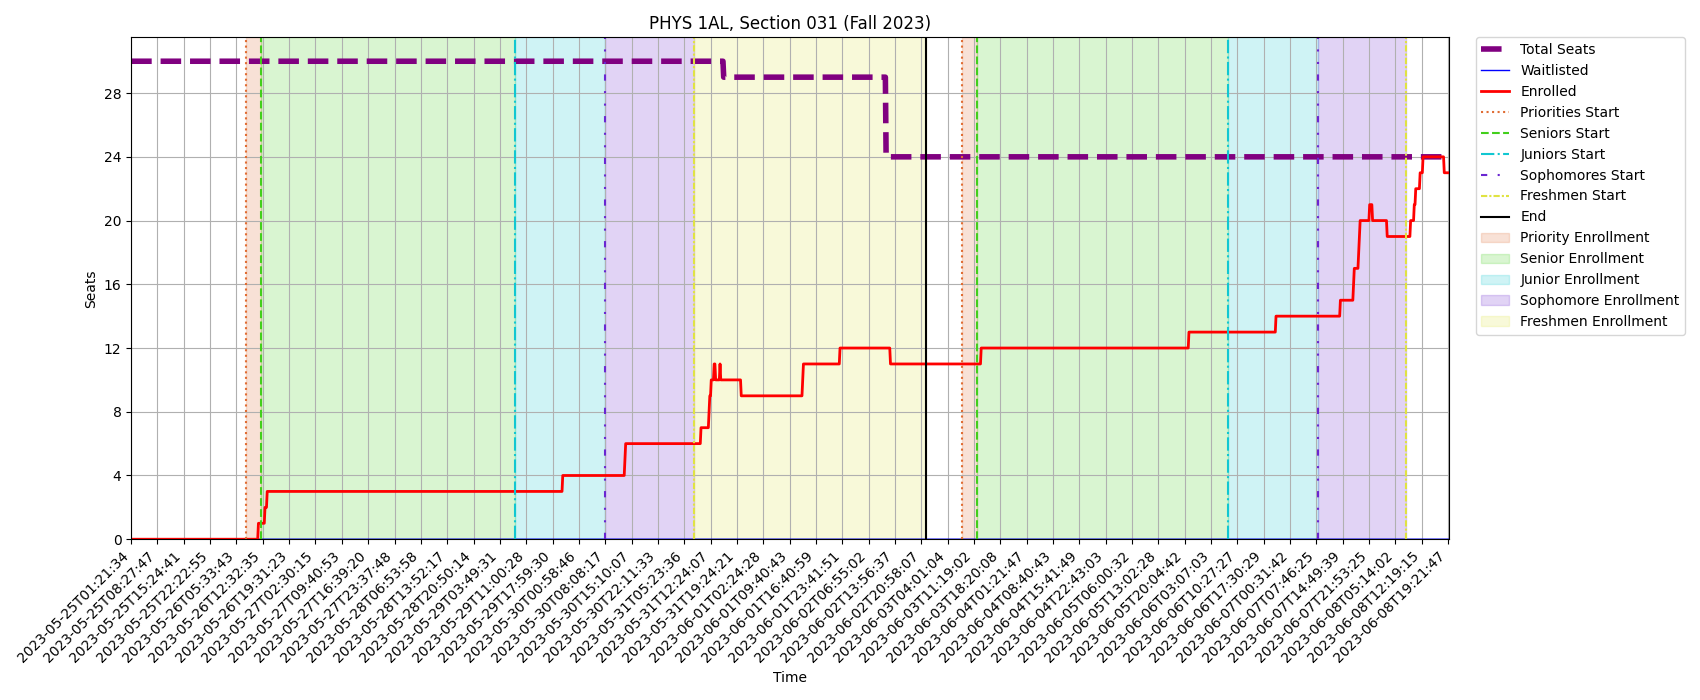 PHYS 1AL, Section 031 (Fall 2023)
Seats
28
24
20
16
12
8
4
0
2023-05-25T01:21:34
2023-05-25T08:27:47
2023-05-25T15:24:41
2023-05-25T22:22:55
2023-05-26T05:33:43
2023-05-26T12:32:35
2023-05-26T19:31:23
2023-05-27T02:30:15
2023-05-27T09:40:53
2023-05-27T16:39:20
2023-05-27T23:37:48
2023-05-28T06:53:58
2023-05-28T13:52:17
2023-05-28T20:50:14
2023-05-29T03:49:31
2023-05-29T11:00:28
2023-05-29T17:59:30
2023-05-30T00:58:46
2023-05-30T08:08:17
2023-05-30T15:10:07
2023-05-30T22:11:33
2023-05-31T05:23:36
2023-05-31T12:24:07
2023-05-31T19:24:21
2023-06-01T02:24:28
2023-06-01T09:40:43
2023-06-01T16:40:59
2023-06-01T23:41:51
2023-06-02T06:55:02
2023-06-02T13:56:37
2023-06-02T20:58:07
2023-06-03T04:01:04
2023-06-03T11:19:02
2023-06-03T18:20:08
2023-06-04T01:21:47
2023-06-04T08:40:43
2023-06-04T15:41:49
2023-06-04T22:43:03
2023-06-05T06:00:32
2023-06-05T13:02:28
2023-06-05T20:04:42
2023-06-06T03:07:03
2023-06-06T10:27:27
2023-06-06T17:30:29
2023-06-07T00:31:42
2023-06-07T07:46:25
2023-06-07T14:49:39
2023-06-07T21:53:25
2023-06-08T05:14:02
2023-06-08T12:19:15
2023-06-08T19:21:47
Time
Total Seats
Waitlisted
Enrolled
Priorities Start
Seniors Start
Juniors Start
Sophomores Start
Freshmen Start
End
Priority Enrollment
Senior Enrollment
Junior Enrollment
Sophomore Enrollment
Freshmen Enrollment